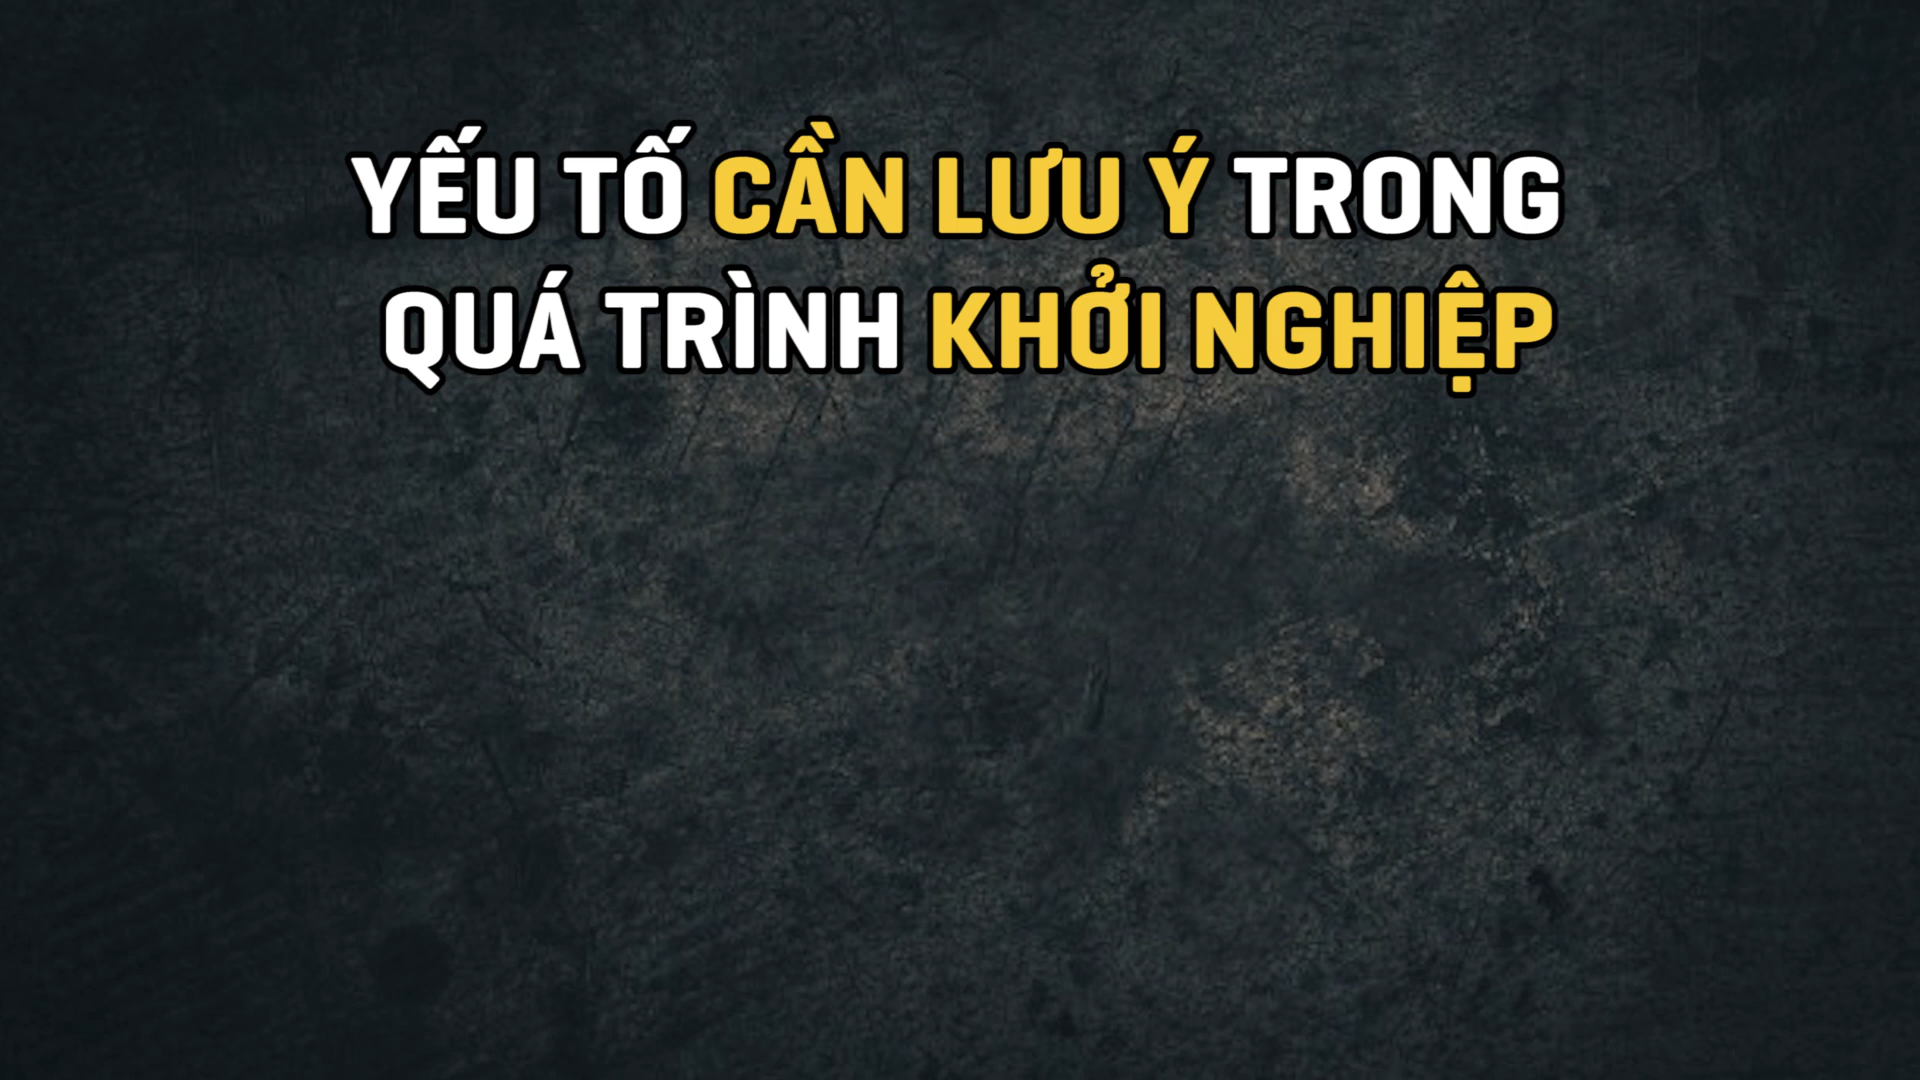 YẾU TỐ CẦN LƯU Ý TRONG
QUÁ TRÌNH KHỞI NGHIỆP